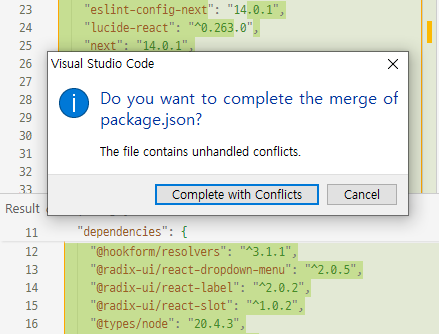 23 "eslint-config-next": "14.0.1",
24 "lucide-react": "^0.263.0",
25 "next": "14.0.1",
Visual Studio Code
26
Do you want to complete the merge of
27
package.json?
28
29
The file contains unhandled conflicts.
30
31
32
Complete with Conflicts Cancel
33
Result
11 "dependencies": {
12 "@hookform/resolvers": "^3.1.1",
13 "@radix-ui/react-dropdown-menu": "^2.0.5",
14 "@radix-ui/react-label": "^2.0.2",
15 "@radix-ui/react-slot": "^1.0.2",
16 "@types/node": "20.4.3",